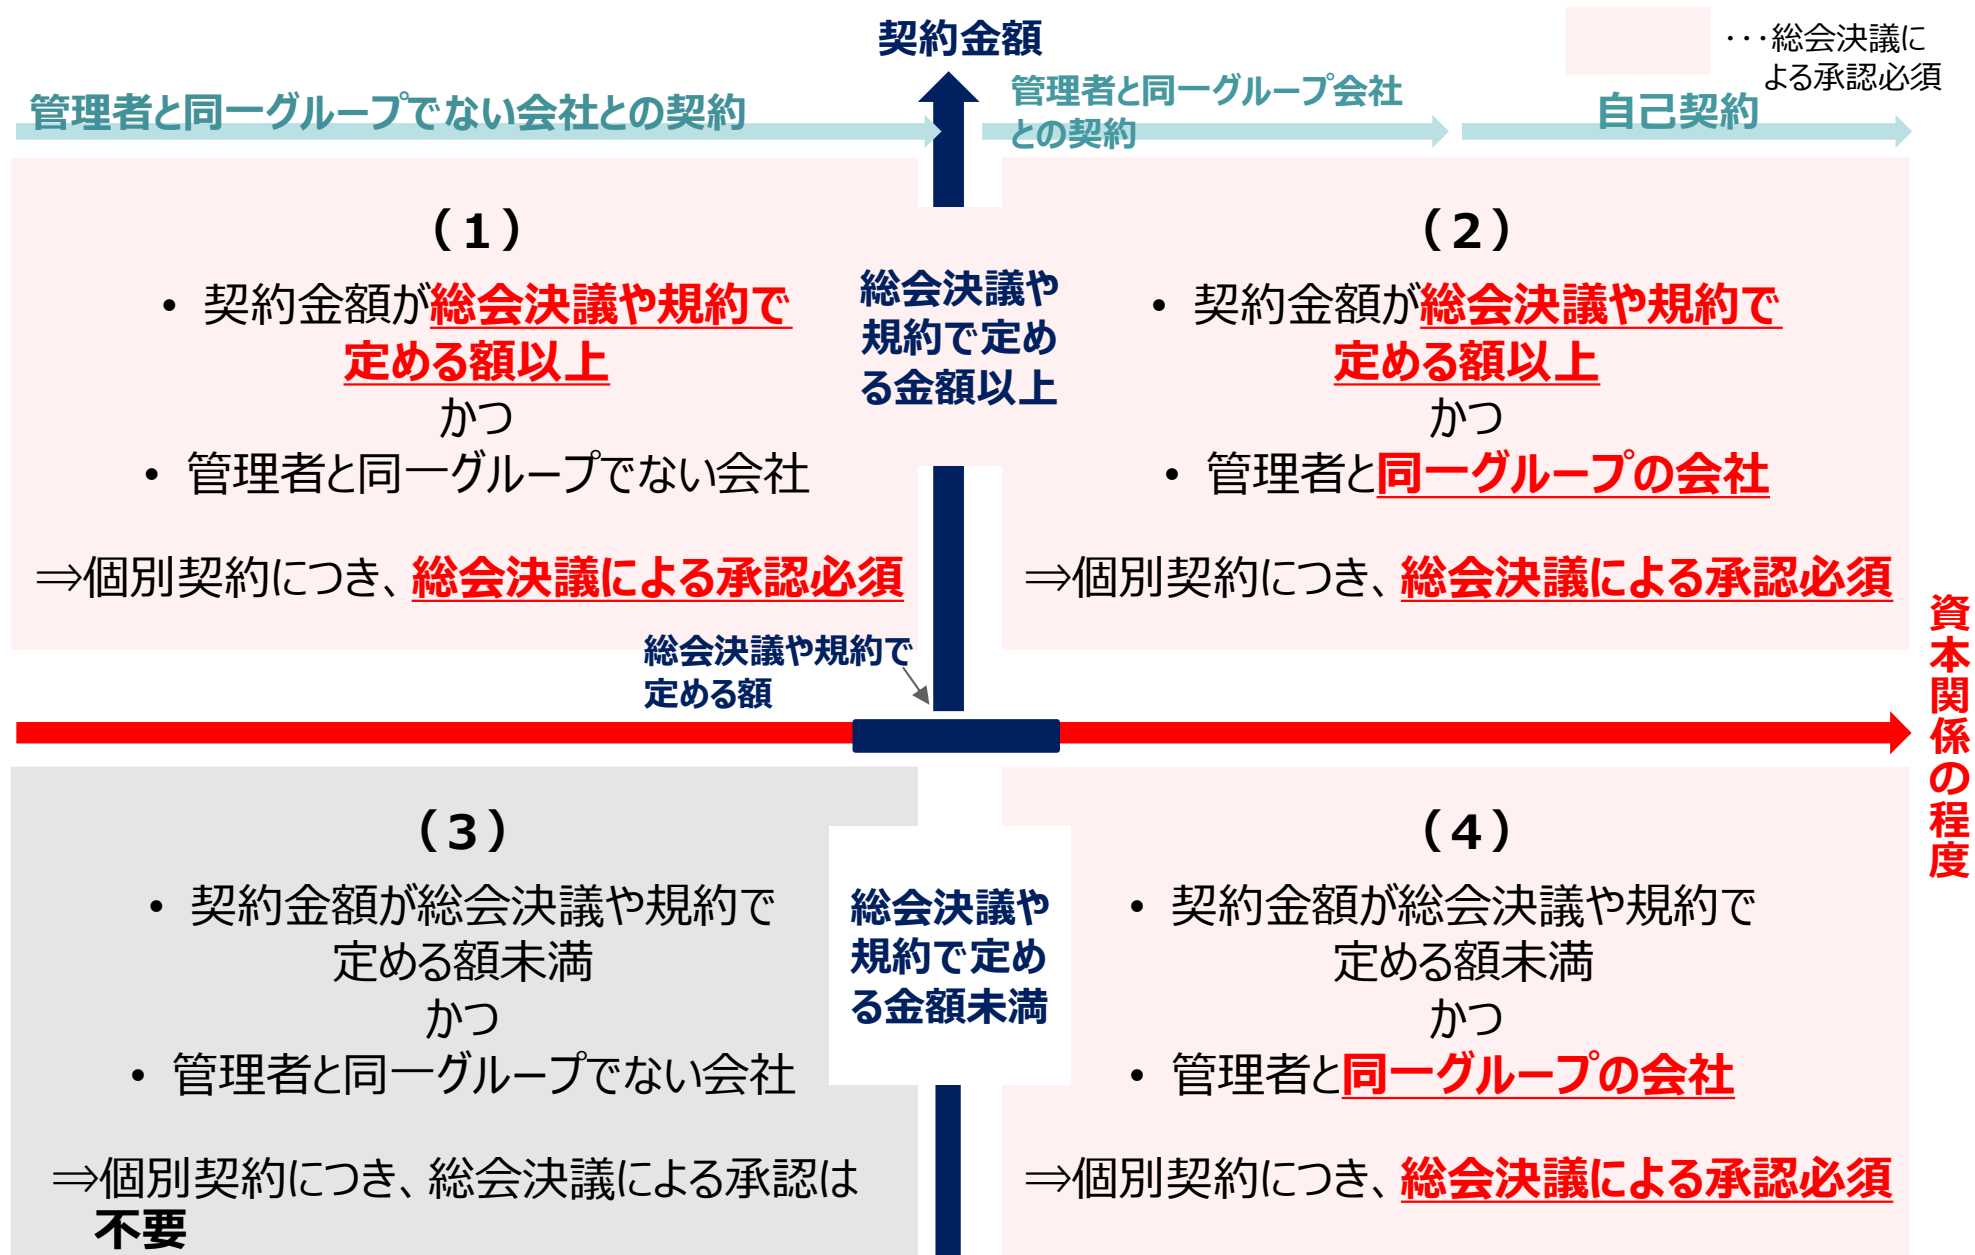 契約金額
・・・総会決議に
よる承認必須
管理者と同一グループでない会社との契約
管理者と同一グループ会社
との契約
自己契約
（１）
• 契約金額が総会決議や規約で
定める額以上
かつ
• 管理者と同一グループでない会社
⇒個別契約につき、総会決議による承認必須
総会決議や
規約で定め
る金額以上
（２）
• 契約金額が総会決議や規約で
定める額以上
かつ
• 管理者と同一グループの会社
⇒個別契約につき、総会決議による承認必須
総会決議や規約で
定める額
資本関係の程度
（３）
• 契約金額が総会決議や規約で
定める額未満
かつ
• 管理者と同一グループでない会社
⇒個別契約につき、総会決議による承認は
不要
総会決議や
規約で定め
る金額未満
（４）
• 契約金額が総会決議や規約で
定める額未満
かつ
• 管理者と同一グループの会社
⇒個別契約につき、総会決議による承認必須